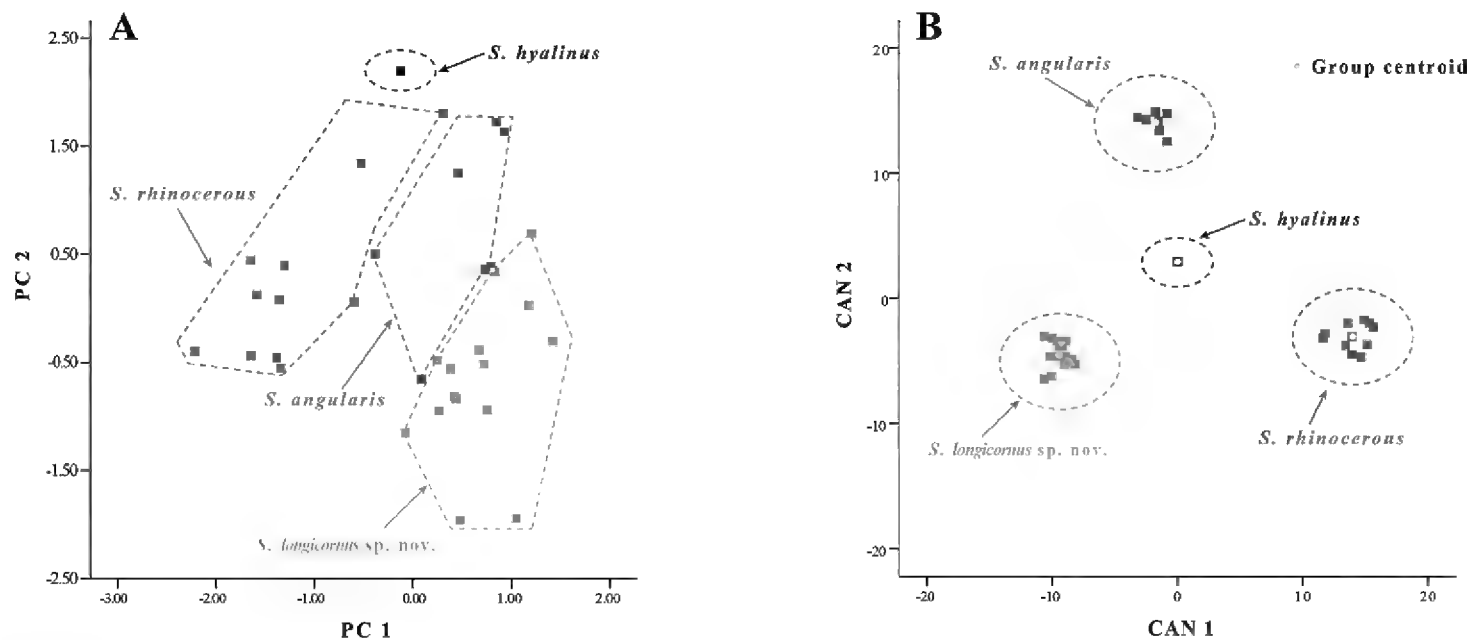 A
2.50
1.50
0.50
-0.50
-1.50
-2.50
PC 2
S. hyalinus
S. rhinocerous
S. angularis
S. longicornus sp. nov.
-3.00 -2.00 -1.00 0.00 1.00 2.00
PC 1
B
20
10
0
-10
-20
CAN 2
S. angularis
Group centroid
S. hyalinus
S. longicornus sp. nov.
S. rhinocerous
-20 -10 0 10 20
CAN 1